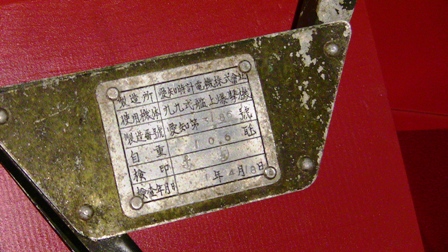 製造所 愛知時計電機株式會社
使用機体 九九式艦上爆撃機
製造番號 愛知第 號
自重 瓩
検印
検査年月日 年4月 日